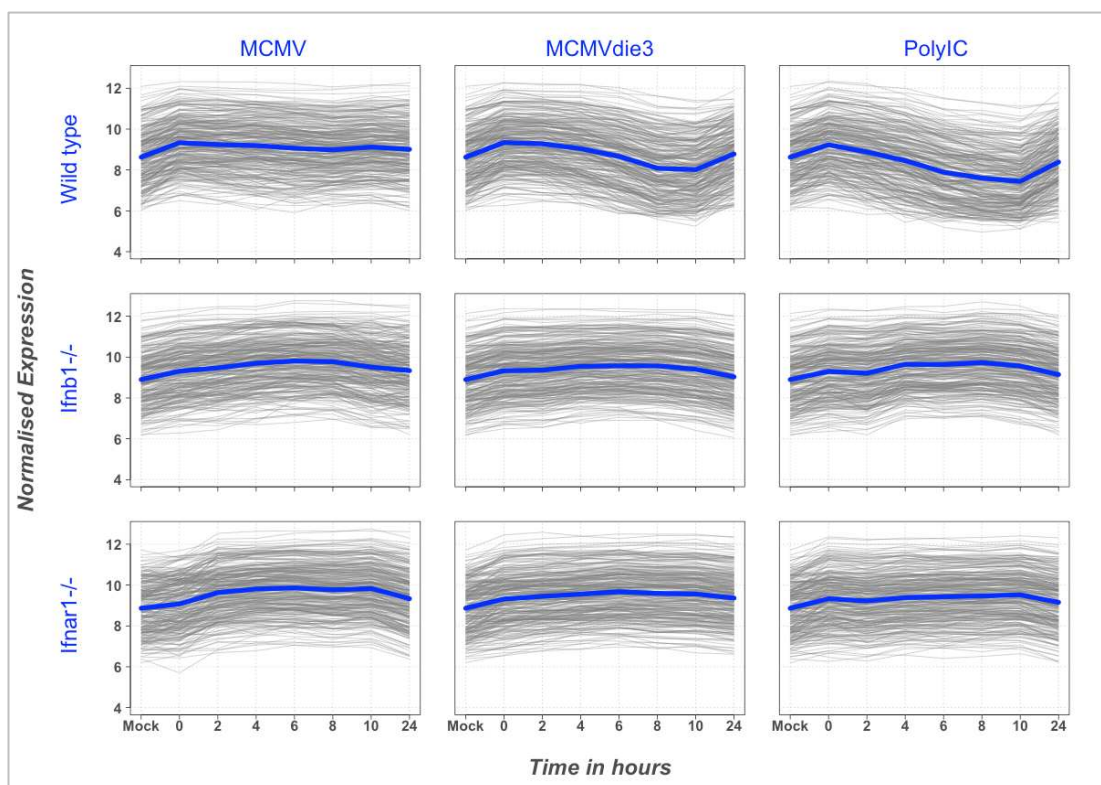 MCMV MCMVdie3 PolyIC
Wild type
12
10
8
6
4
Ifnb1-/-
12
10
8
6
4
Normalised Expression
Ifnar1-/-
12
10
8
6
4
Mock 0 2 4 6 8 10 24 Mock 0 2 4 6 8 10 24 Mock 0 2 4 6 8 10 24
Time in hours